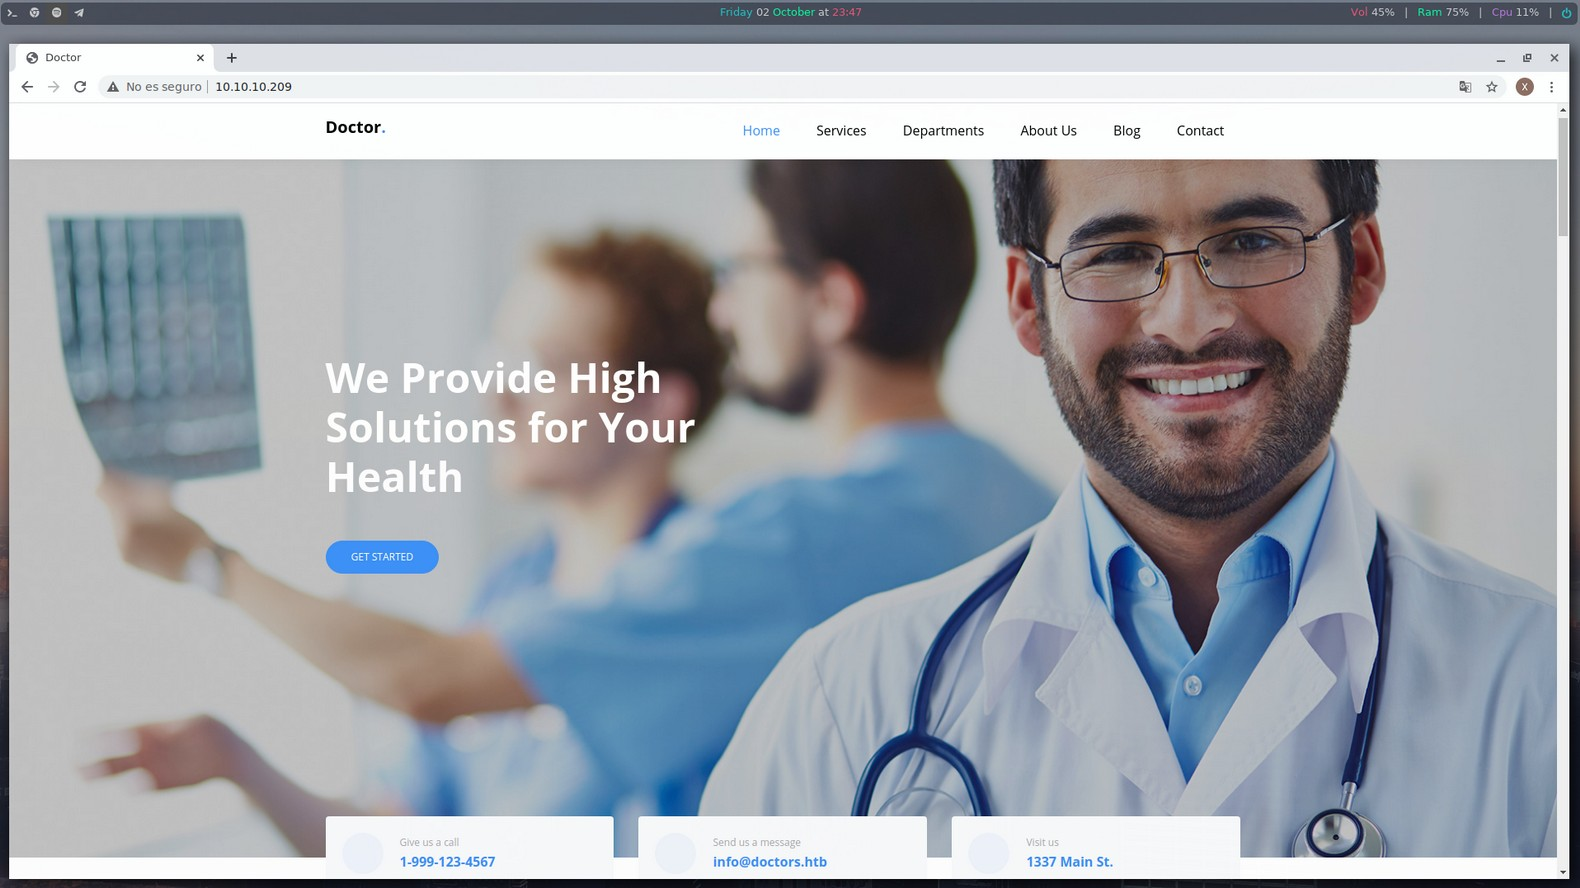 Friday 02 October at 23:47
Vol 45% | Ram 75% | Cpu 11% |
Doctor
No es seguro 10.10.10.209
X
Doctor.
Home Services Departments About Us Blog Contact
We Provide High
Solutions for Your
Health
GET STARTED
Give us a call
1-999-123-4567
Send us a message
info@doctors.htb
Visit us
1337 Main St.